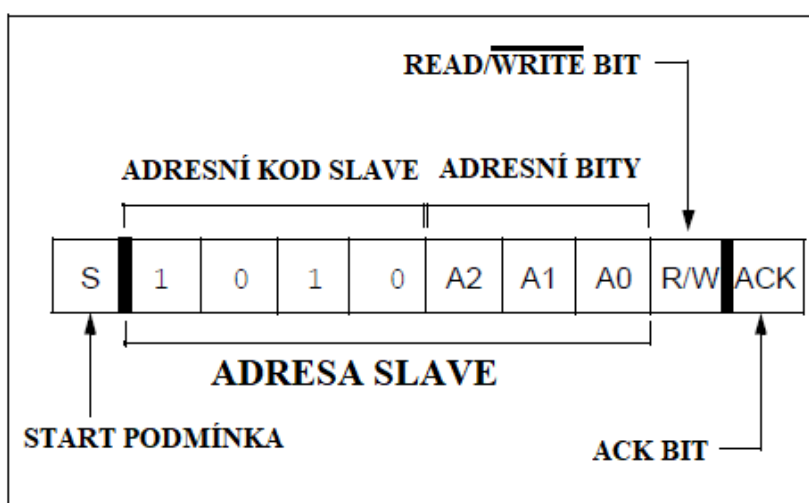 READ/WRITE BIT
ADRESNÍ KOD SLAVE ADRESNÍ BITY
S 1 0 1 0 A2 A1 A0 R/W ACK
ADRESA SLAVE
START PODMÍNKA
ACK BIT